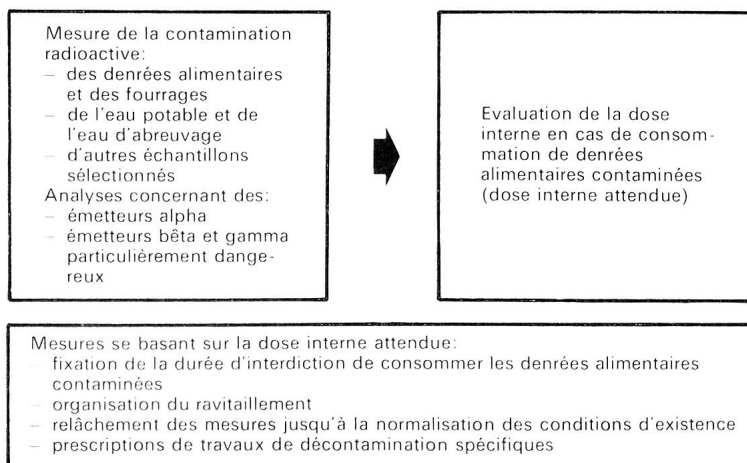 Mesure de la contamination
radioactive:
– des denrées alimentaires
et des fourrages
– de l'eau potable et de
l'eau d'abreuvage
– d'autres échantillons
sélectionnés
Analyses concernant des:
– émetteurs alpha
– émetteurs bêta et gamma
particulièrement dange-
reux
Evaluation de la dose
interne en cas de consom-
mation de denrées
alimentaires contaminées
(dose interne attendue)
Mesures se basant sur la dose interne attendue:
– fixation de la durée d'interdiction de consommer les denrées alimentaires
contaminées
– organisation du ravitaillement
– relâchement des mesures jusqu'à la normalisation des conditions d'existence
– prescriptions de travaux de décontamination spécifiques